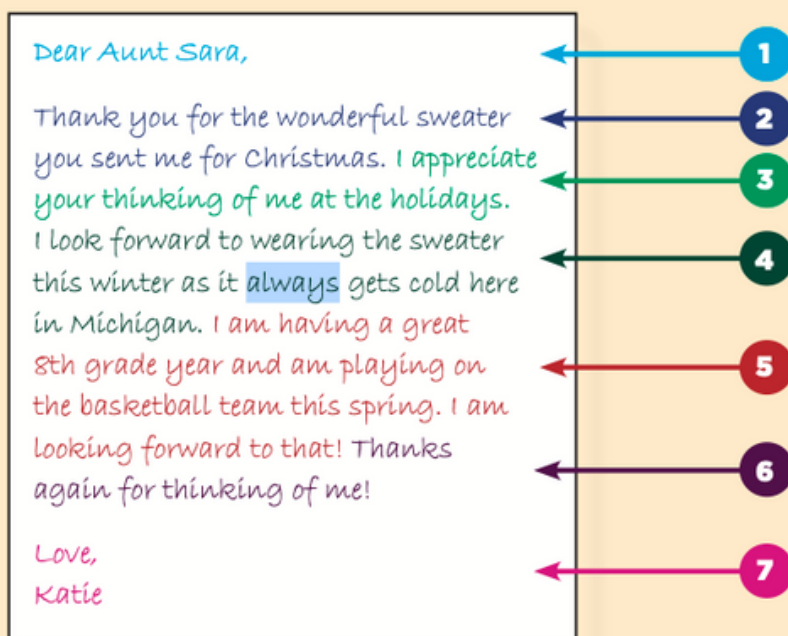 Dear Aunt Sara,
1
Thank you for the wonderful sweater
2
you sent me for Christmas. I appreciate
3
your thinking of me at the holidays.
I look forward to wearing the sweater
4
this winter as it always gets cold here
in Michigan. I am having a great
8th grade year and am playing on
5
the basketball team this spring. I am
looking forward to that! Thanks
6
again for thinking of me!
Love,
7
Katie